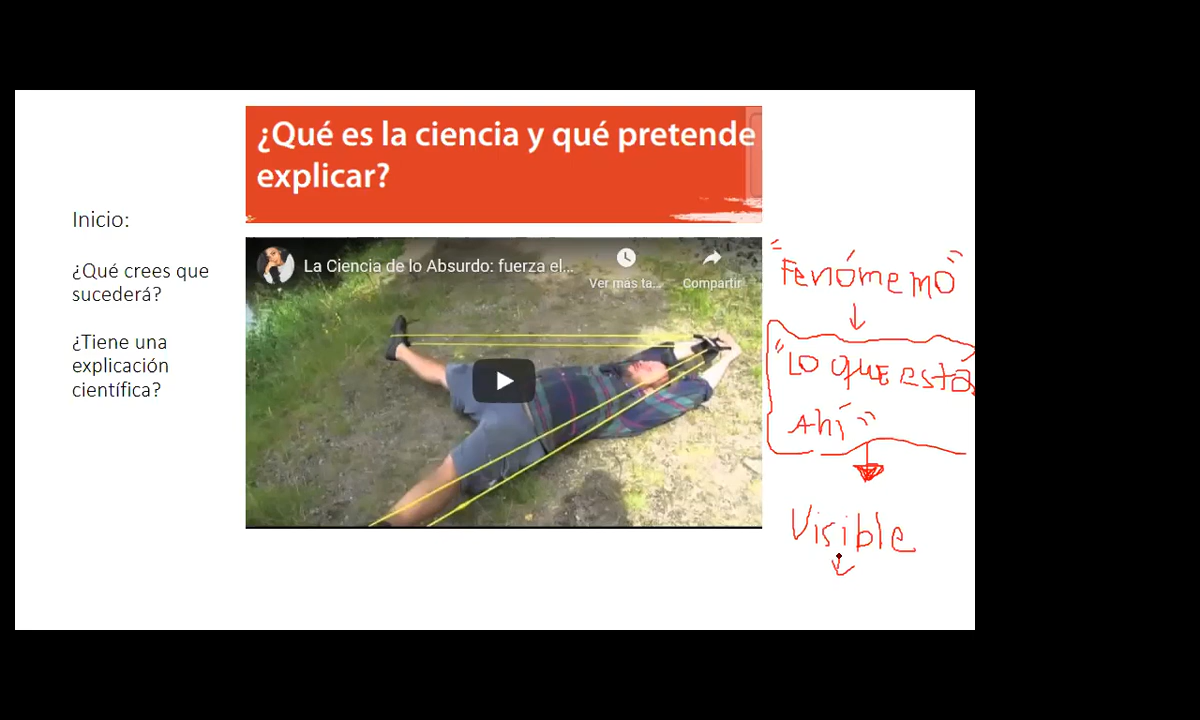 ¿Qué es la ciencia y qué pretende
explicar?
Inicio:
¿Qué crees que
sucederá?
¿Tiene una
explicación
científica?
La Ciencia de lo Absurdo: fuerza el...
Ver más ta...
Compartir
"Fenómemo"
"Lo que está
Ahí"
Visible